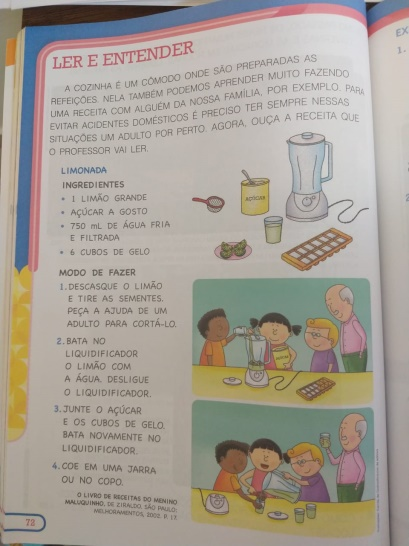 LER E ENTENDER
A COZINHA É UM CÔMODO ONDE SÃO PREPARADAS AS
REFEIÇÕES. NELA TAMBÉM PODEMOS APRENDER MUITO FAZENDO
UMA RECEITA COM ALGUÉM DA NOSSA FAMÍLIA, POR EXEMPLO. PARA
EVITAR ACIDENTES DOMÉSTICOS É PRECISO TER SEMPRE NESSAS
SITUAÇÕES UM ADULTO POR PERTO. AGORA, OUÇA A RECEITA QUE
O PROFESSOR VAI LER.
LIMONADA
INGREDIENTES
• 1 LIMÃO GRANDE
• AÇÚCAR A GOSTO
• 750 mL DE ÁGUA FRIA
E FILTRADA
• 6 CUBOS DE GELO
AÇÚCAR
MODO DE FAZER
1. DESCASQUE O LIMÃO
E TIRE AS SEMENTES.
PEÇA A AJUDA DE UM
ADULTO PARA CORTÁ-LO.
2. BATA NO
LIQUIDIFICADOR
O LIMÃO COM
A ÁGUA. DESLIGUE
O LIQUIDIFICADOR.
3. JUNTE O AÇÚCAR
E OS CUBOS DE GELO.
BATA NOVAMENTE NO
LIQUIDIFICADOR.
4. COE EM UMA JARRA
OU NO COPO.
O LIVRO DE RECEITAS DO MENINO
MALUQUINHO, DE ZIRALDO. SÃO PAULO:
MELHORAMENTOS, 2002. P. 17.
72
EX
1.